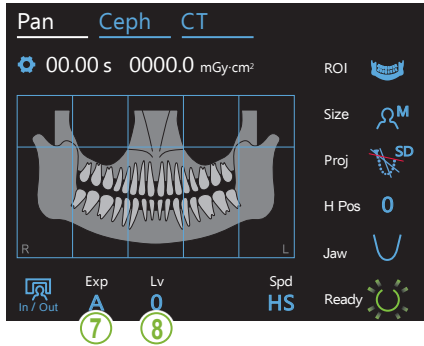 Pan Ceph CT
00.00 s 0000.0 mGy·cm²
ROI
Size M
Proj SD
H Pos 0
R L
Jaw
In / Out
Exp Lv Spd
A 0 HS
Ready
7 8